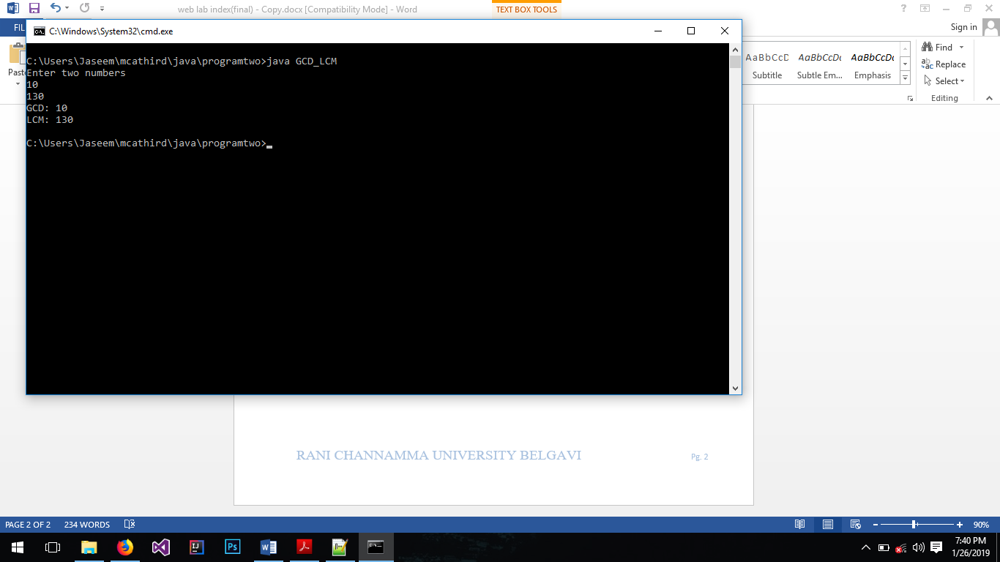 web lab index(final) - Copy.docx [Compatibility Mode] - Word
TEXT BOX TOOLS
FIL
Sign in
C:\Windows\System32\cmd.exe
Past
AaBbCcD
AaBbCcDc
AaBbCcDc
Subtitle
Subtle Em...
Emphasis
Find
Replace
Select
Editing
C:\Users\Jaseem\mcathird\java\programtwo>java GCD_LCM
Enter two numbers
10
130
GCD: 10
LCM: 130
C:\Users\Jaseem\mcathird\java\programtwo>
RANI CHANNAMMA UNIVERSITY BELGAVI
Pg. 2
PAGE 2 OF 2
234 WORDS
90%
7:40 PM
1/26/2019